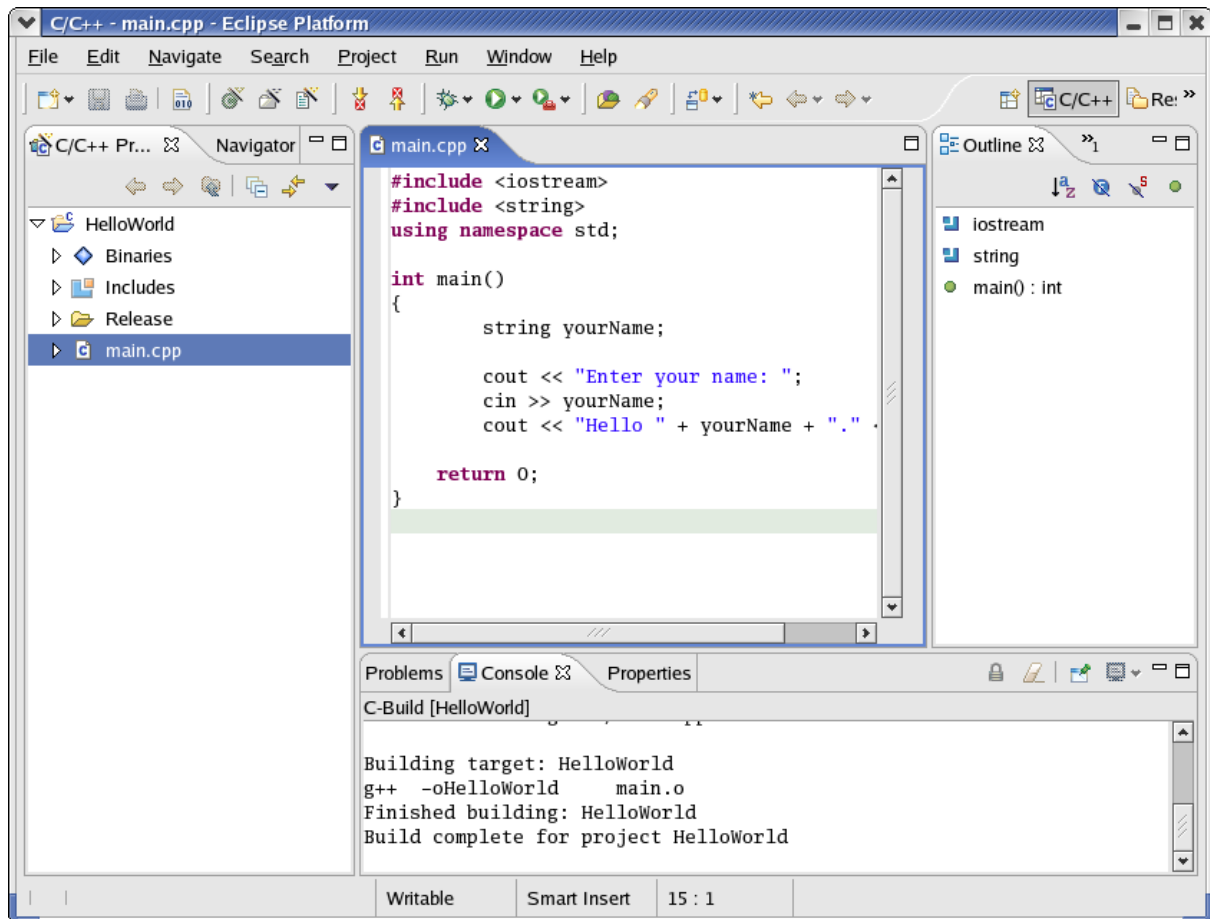 C/C++ - main.cpp - Eclipse Platform
File Edit Navigate Search Project Run Window Help
C/C++ Re:
C/C++ Pr... Navigator
HelloWorld
Binaries
Includes
Release
main.cpp
main.cpp
#include <iostream>
#include <string>
using namespace std;
int main()
{
string yourName;
cout << "Enter your name: ";
cin >> yourName;
cout << "Hello " + yourName + "."
return 0;
}
Outline
iostream
string
main() : int
Problems Console Properties
C-Build [HelloWorld]
Building target: HelloWorld
g++ -oHelloWorld main.o
Finished building: HelloWorld
Build complete for project HelloWorld
Writable Smart Insert 15 : 1